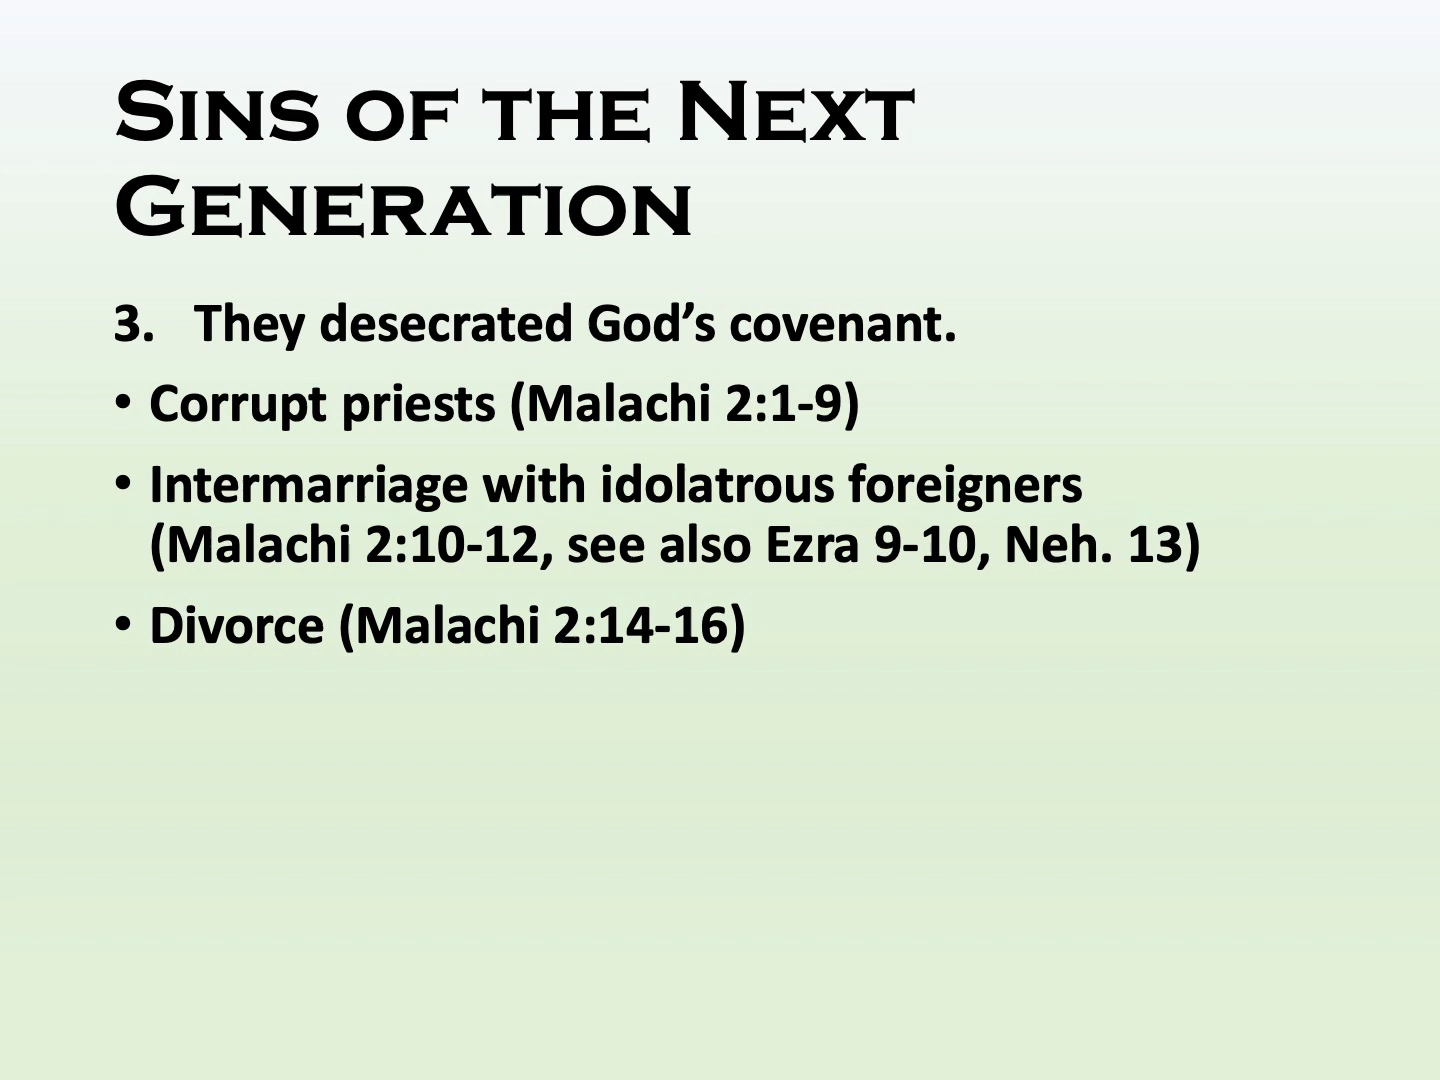 Sins of the Next
Generation
3. They desecrated God’s covenant.
• Corrupt priests (Malachi 2:1-9)
• Intermarriage with idolatrous foreigners
(Malachi 2:10-12, see also Ezra 9-10, Neh. 13)
• Divorce (Malachi 2:14-16)